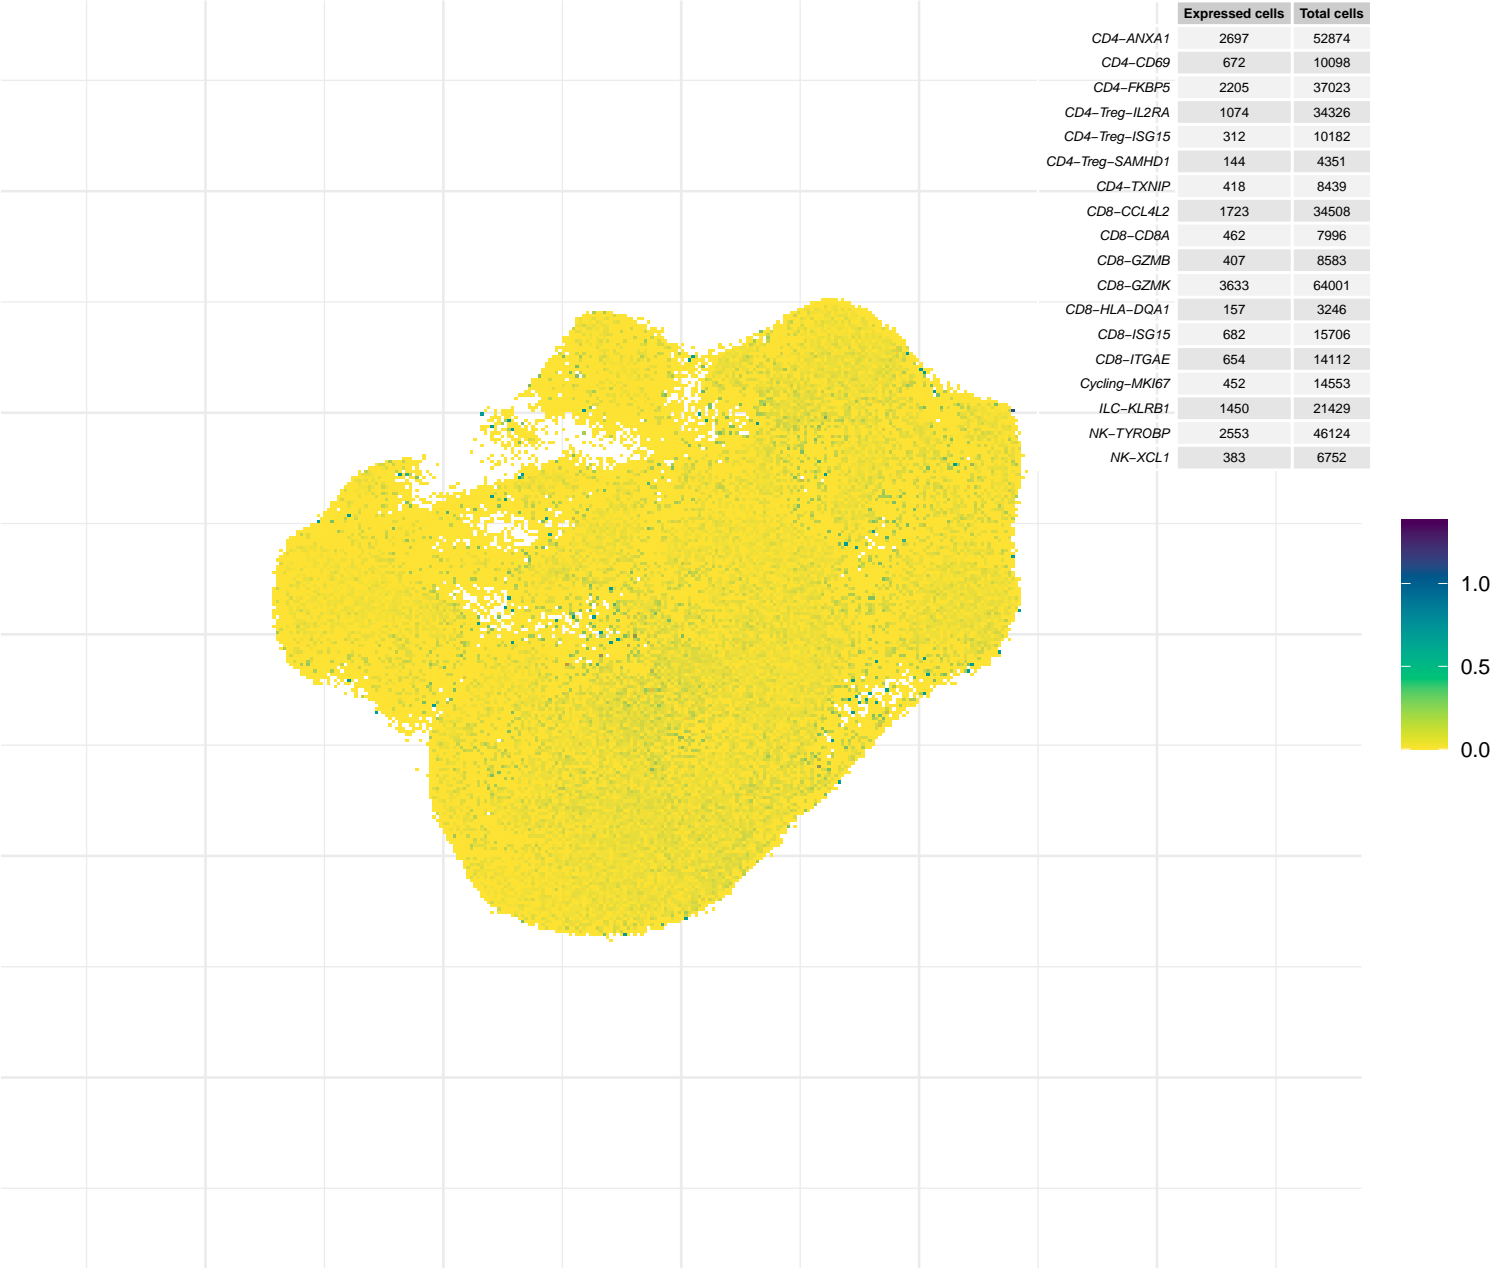 Expressed cells Total cells
CD4−ANXA1 2697 52874
CD4−CD69 672 10098
CD4−FKBP5 2205 37023
CD4−Treg−IL2RA 1074 34326
CD4−Treg−ISG15 312 10182
CD4−Treg−SAMHD1 144 4351
CD4−TXNIP 418 8439
CD8−CCL4L2 1723 34508
CD8−CD8A 462 7996
CD8−GZMB 407 8583
CD8−GZMK 3633 64001
CD8−HLA−DQA1 157 3246
CD8−ISG15 682 15706
CD8−ITGAE 654 14112
Cycling−MKI67 452 14553
ILC−KLRB1 1450 21429
NK−TYROBP 2553 46124
NK−XCL1 383 6752
1.0
0.5
0.0